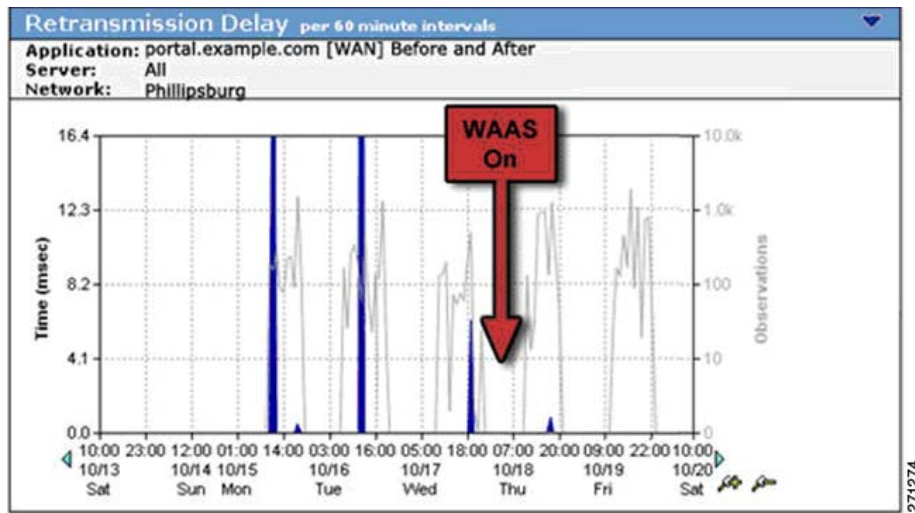 Retransmission Delay per 60 minute intervals
Application: portal.example.com [WAN] Before and After
Server: All
Network: Phillipsburg
WAAS
On
16.4
12.3
8.2
4.1
0.0
Time (msec)
10.0k
1.0k
100
10
0
Observations
10:00 23:00 12:00 01:00 14:00 03:00 16:00 05:00 18:00 07:00 20:00 09:00 22:00 10:00
10/13 10/14 10/15 10/16 10/17 10/18 10/19 10/20
Sat Sun Mon Tue Wed Thu Fri Sat
271274